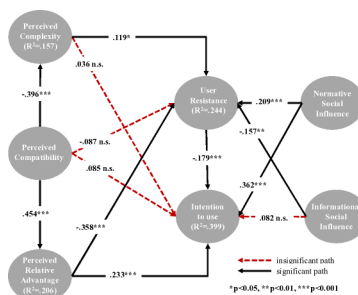 Perceived
Complexity
(R²=.157)
.119*
.036 n.s.
User
Resistance
(R²=.244)
.209***
Normative
Social
Influence
-.396***
-.087 n.s.
-.157**
Perceived
Compatibility
.085 n.s.
-.179***
.362***
.454***
-.358***
Intention
to use
(R²=.399)
.082 n.s.
Informational
Social
Influence
Perceived
Relative
Advantage
(R²=.206)
.233***
insignificant path
significant path
*p<0.05, **p<0.01, ***p<0.001